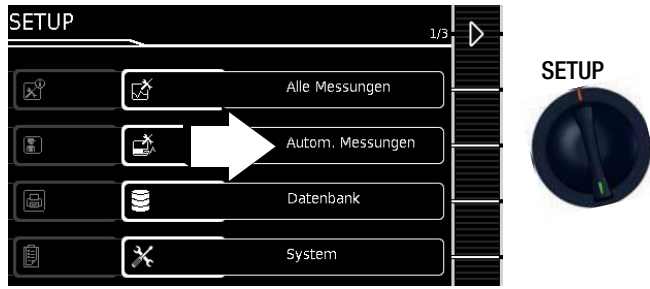 SETUP
1/3
SETUP
Alle Messungen
Autom. Messungen
Datenbank
System